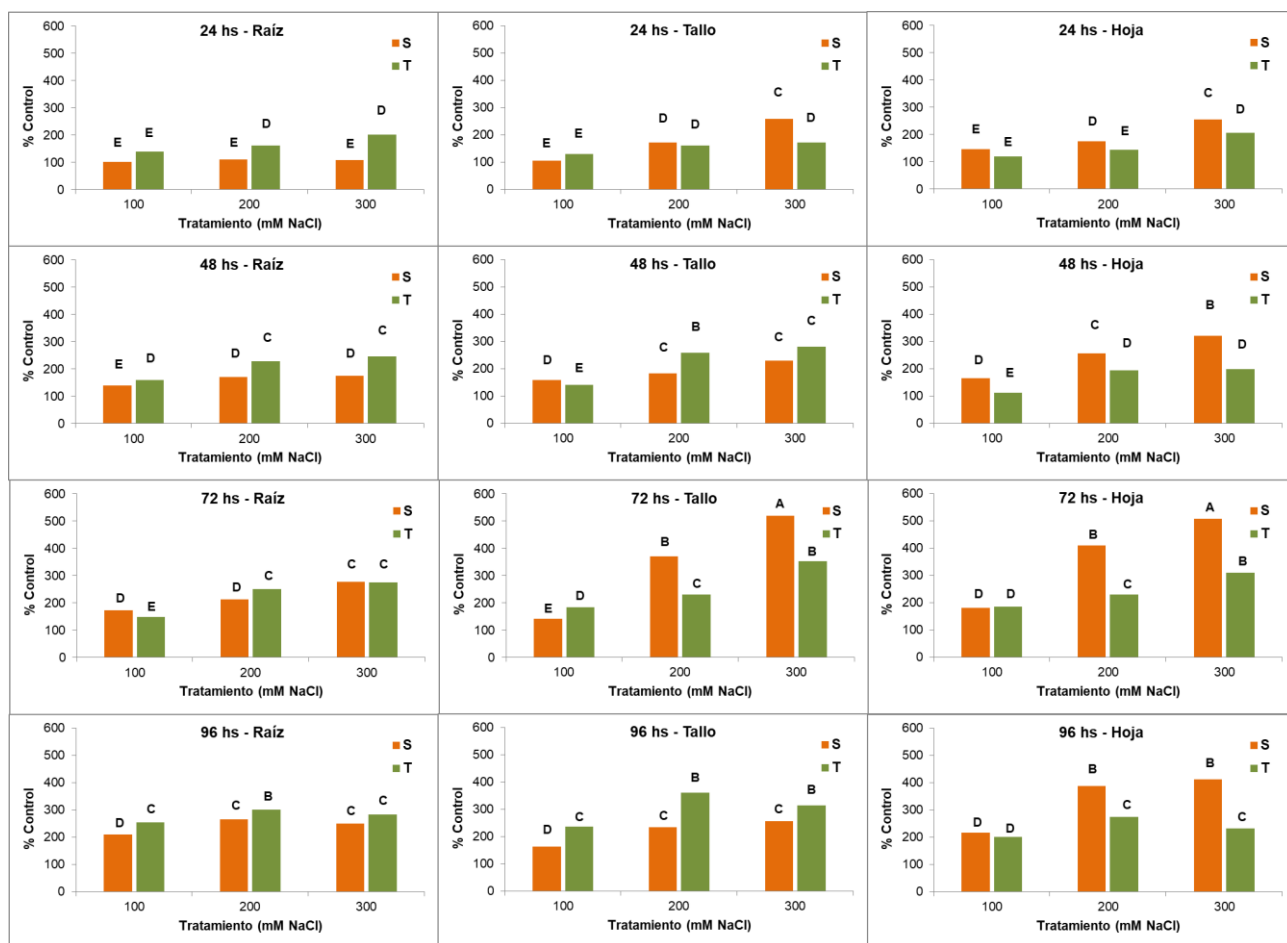 24 hs - Raíz
% Control
600
500
400
300
200
100
0
E E E D E D
S
T
100 200 300
Tratamiento (mM NaCl)
24 hs - Tallo
% Control
600
500
400
300
200
100
0
E E D D C D
S
T
100 200 300
Tratamiento (mM NaCl)
24 hs - Hoja
% Control
600
500
400
300
200
100
0
E E D E C D
S
T
100 200 300
Tratamiento (mM NaCl)
48 hs - Raíz
% Control
600
500
400
300
200
100
0
E D D C D C
S
T
100 200 300
Tratamiento (mM NaCl)
48 hs - Tallo
% Control
600
500
400
300
200
100
0
D E C B C C
S
T
100 200 300
Tratamiento (mM NaCl)
48 hs - Hoja
% Control
600
500
400
300
200
100
0
D E C D B D
S
T
100 200 300
Tratamiento (mM NaCl)
72 hs - Raíz
% Control
600
500
400
300
200
100
0
D E D C C C
S
T
100 200 300
Tratamiento (mM NaCl)
72 hs - Tallo
% Control
600
500
400
300
200
100
0
E D B C A B
S
T
100 200 300
Tratamiento (mM NaCl)
72 hs - Hoja
% Control
600
500
400
300
200
100
0
D D B C A B
S
T
100 200 300
Tratamiento (mM NaCl)
96 hs - Raíz
% Control
600
500
400
300
200
100
0
D C C B C C
S
T
100 200 300
Tratamiento (mM NaCl)
96 hs - Tallo
% Control
600
500
400
300
200
100
0
D C C B C B
S
T
100 200 300
Tratamiento (mM NaCl)
96 hs - Hoja
% Control
600
500
400
300
200
100
0
D D B C B C
S
T
100 200 300
Tratamiento (mM NaCl)